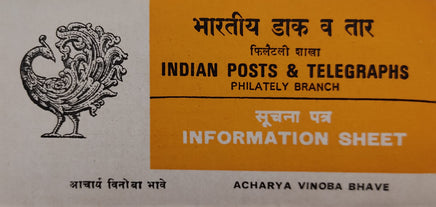 भारतीय डाक व तार
फिलैटली शाखा
INDIAN POSTS & TELEGRAPHS
PHILATELY BRANCH
सूचना पत्र
INFORMATION SHEET
आचार्य विनोबा भावे
ACHARYA VINOBA BHAVE